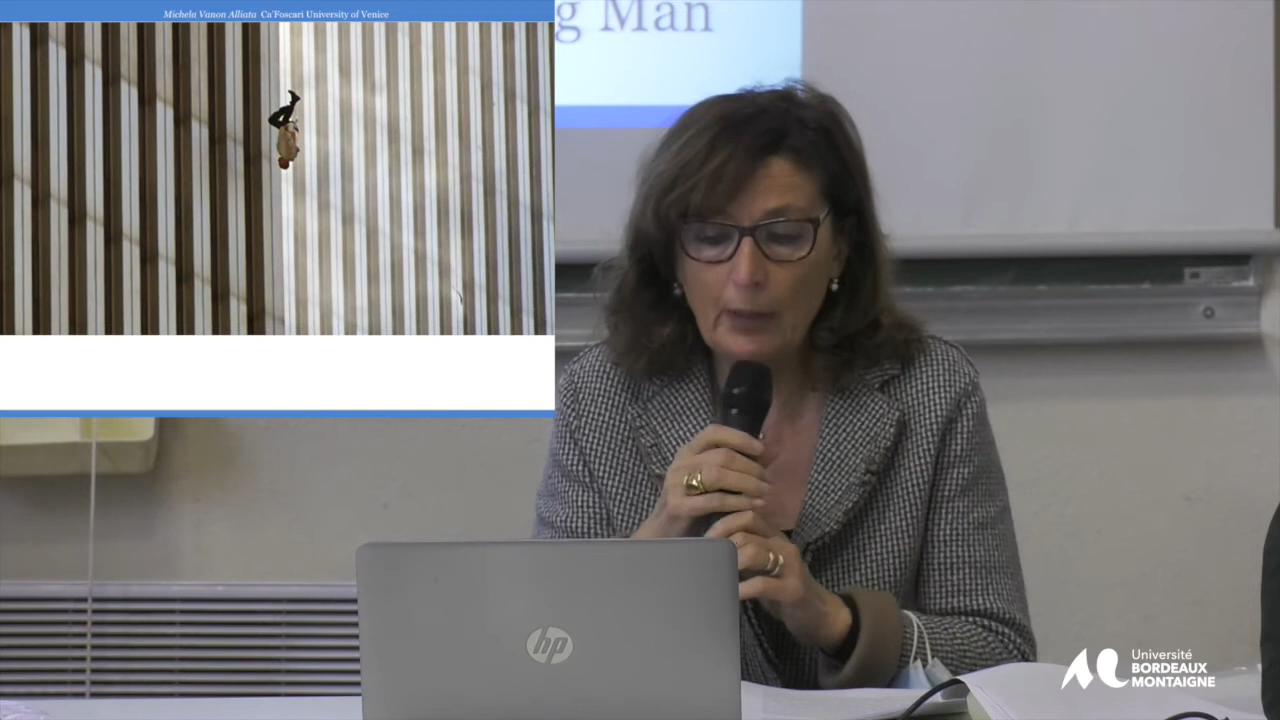 Michela Vanon Alliata Ca'Foscari University of Venice
g Man
hp
Université
BORDEAUX
MONTAIGNE